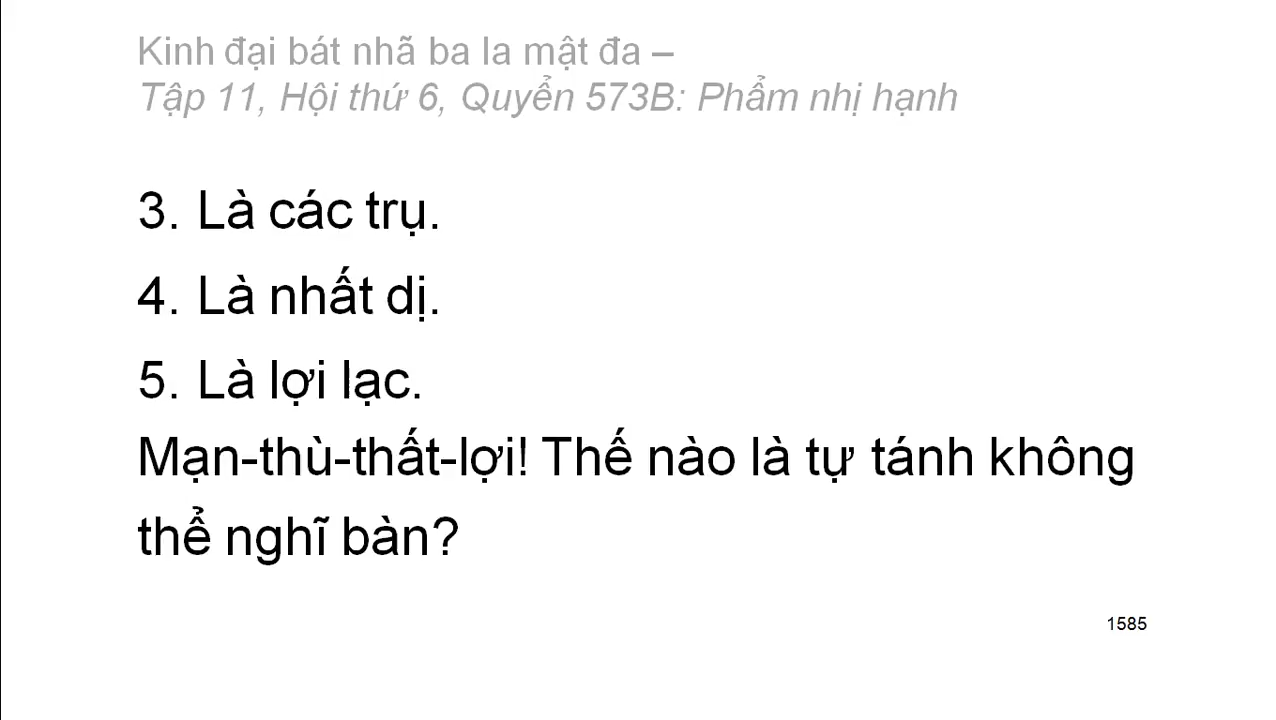 Kinh đại bát nhã ba la mật đa –
Tập 11, Hội thứ 6, Quyển 573B: Phẩm nhị hạnh
3. Là các trụ.
4. Là nhất dị.
5. Là lợi lạc.
Mạn-thù-thất-lợi! Thế nào là tự tánh không
thể nghĩ bàn?
1585